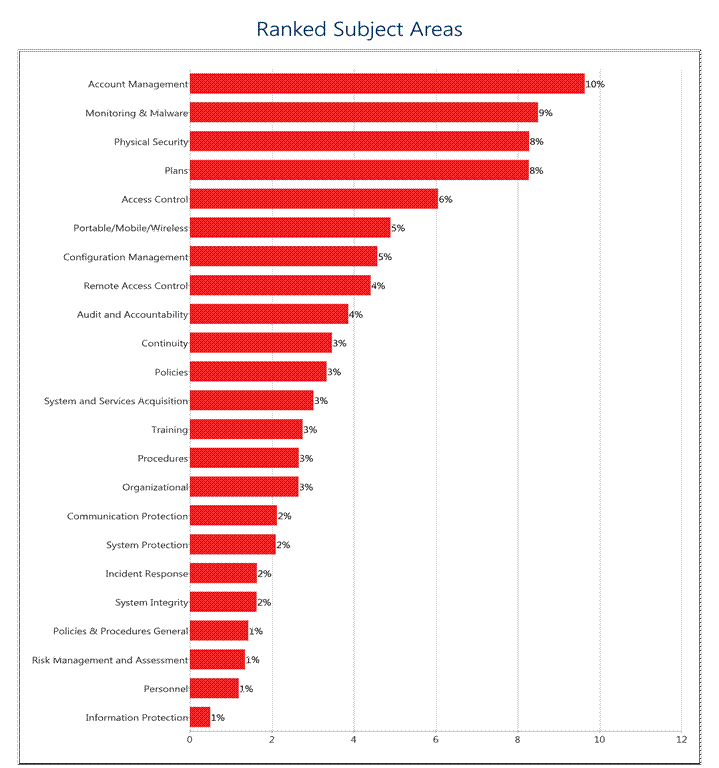 Ranked Subject Areas
Account Management 10%
Monitoring & Malware 9%
Physical Security 8%
Plans 8%
Access Control 6%
Portable/Mobile/Wireless 5%
Configuration Management 5%
Remote Access Control 4%
Audit and Accountability 4%
Continuity 3%
Policies 3%
System and Services Acquisition 3%
Training 3%
Procedures 3%
Organizational 3%
Communication Protection 2%
System Protection 2%
Incident Response 2%
System Integrity 2%
Policies & Procedures General 1%
Risk Management and Assessment 1%
Personnel 1%
Information Protection 1%
0 2 4 6 8 10 12